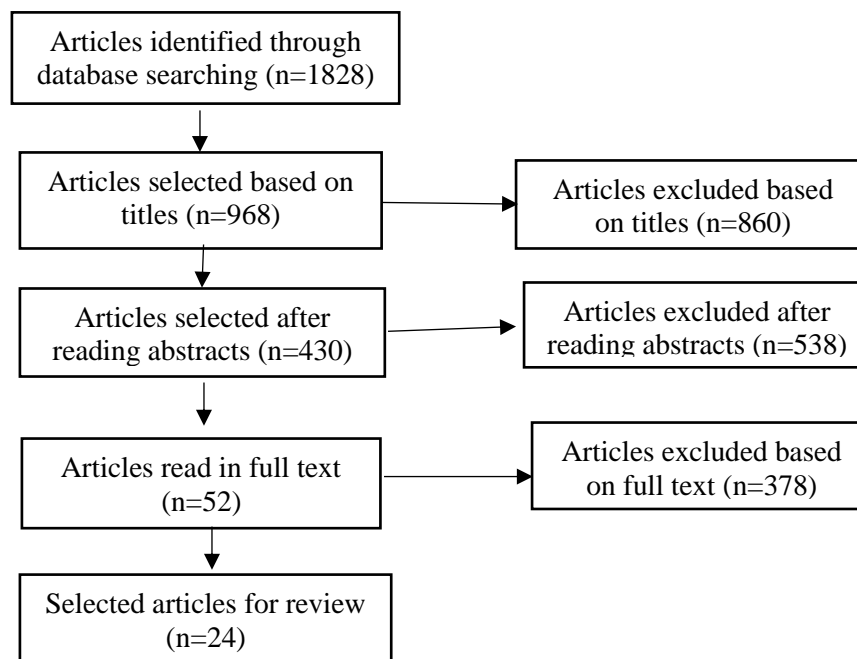 Articles identified through
database searching (n=1828)
Articles selected based on
titles (n=968)
Articles excluded based
on titles (n=860)
Articles selected after
reading abstracts (n=430)
Articles excluded after
reading abstracts (n=538)
Articles read in full text
(n=52)
Articles excluded based
on full text (n=378)
Selected articles for review
(n=24)